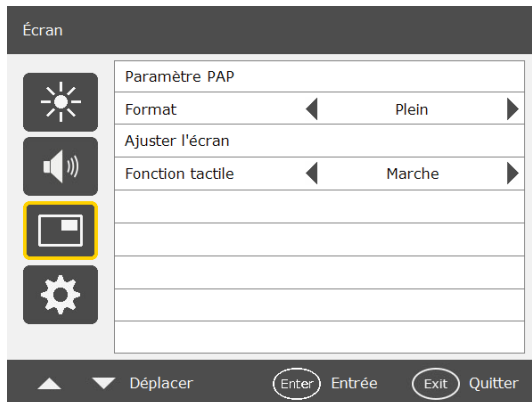 Écran
Paramètre PAP
Format Plein
Ajuster l'écran
Fonction tactile Marche
Déplacer Enter Entrée Exit Quitter